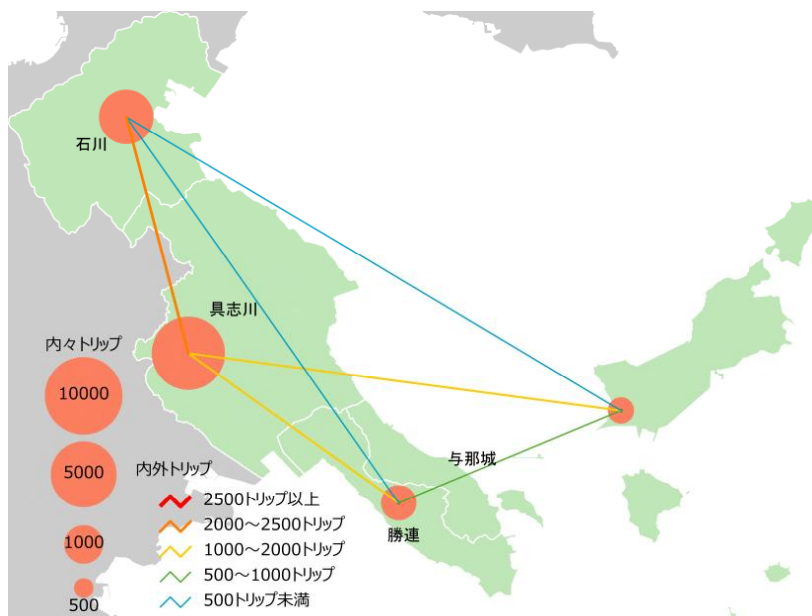 石川
具志川
内々トリップ
10000
5000
1000
500
与那城
勝連
内外トリップ
2500トリップ以上
2000～2500トリップ
1000～2000トリップ
500～1000トリップ
500トリップ未満